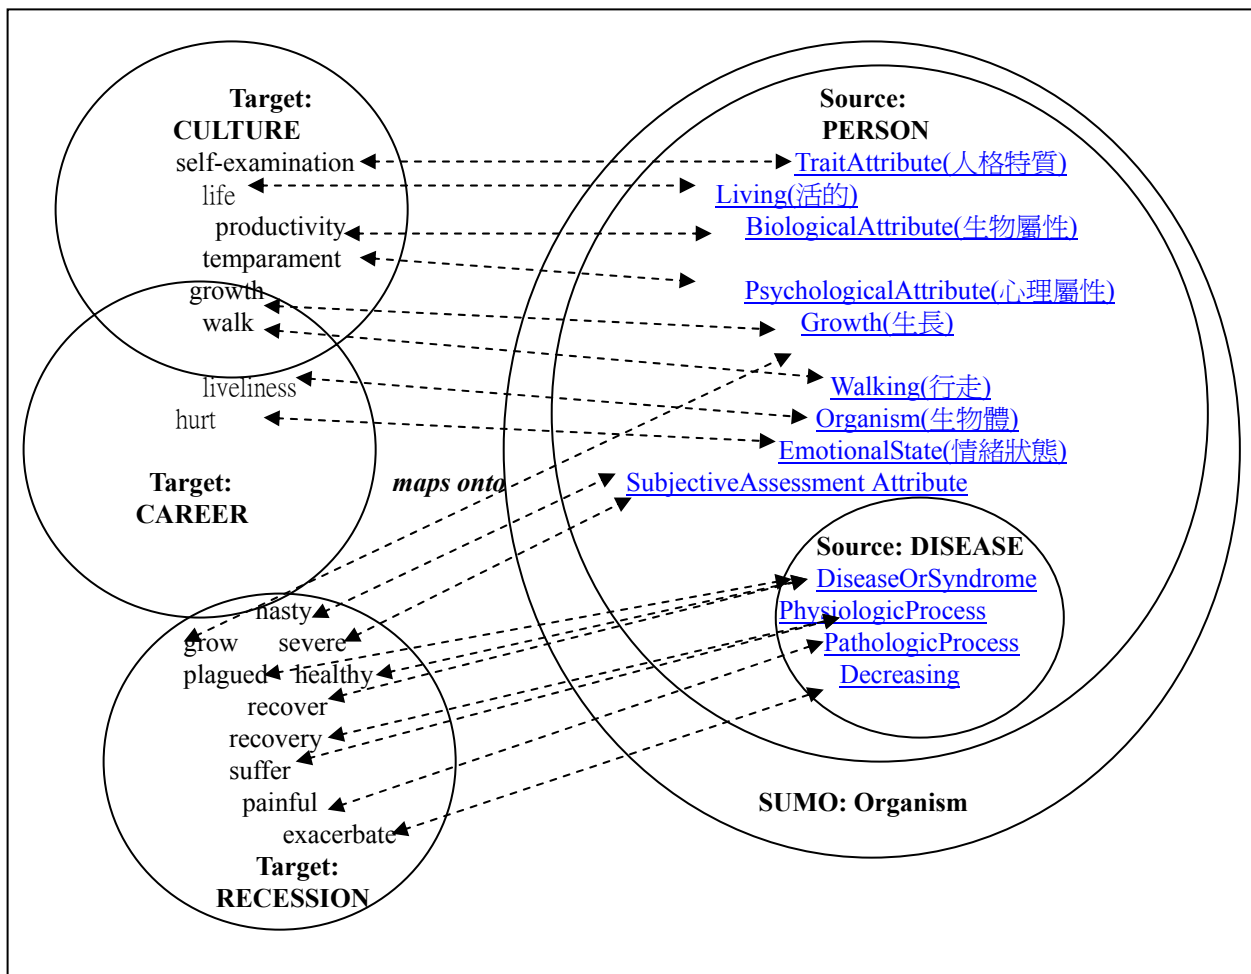 Target:
CULTURE
self-examination
life
productivity
temparament
growth
walk
liveliness
hurt
Target:
CAREER
maps onto
hasty
grow severe
plagued healthy
recover
recovery
suffer
painful
exacerbate
Target:
RECESSION
Source:
PERSON
TraitAttribute(人格特質)
Living(活的)
BiologicalAttribute(生物屬性)
PsychologicalAttribute(心理屬性)
Growth(生長)
Walking(行走)
Organism(生物體)
EmotionalState(情緒狀態)
SubjectiveAssessment Attribute
Source: DISEASE
DiseaseOrSyndrome
PhysiologicProcess
PathologicProcess
Decreasing
SUMO: Organism